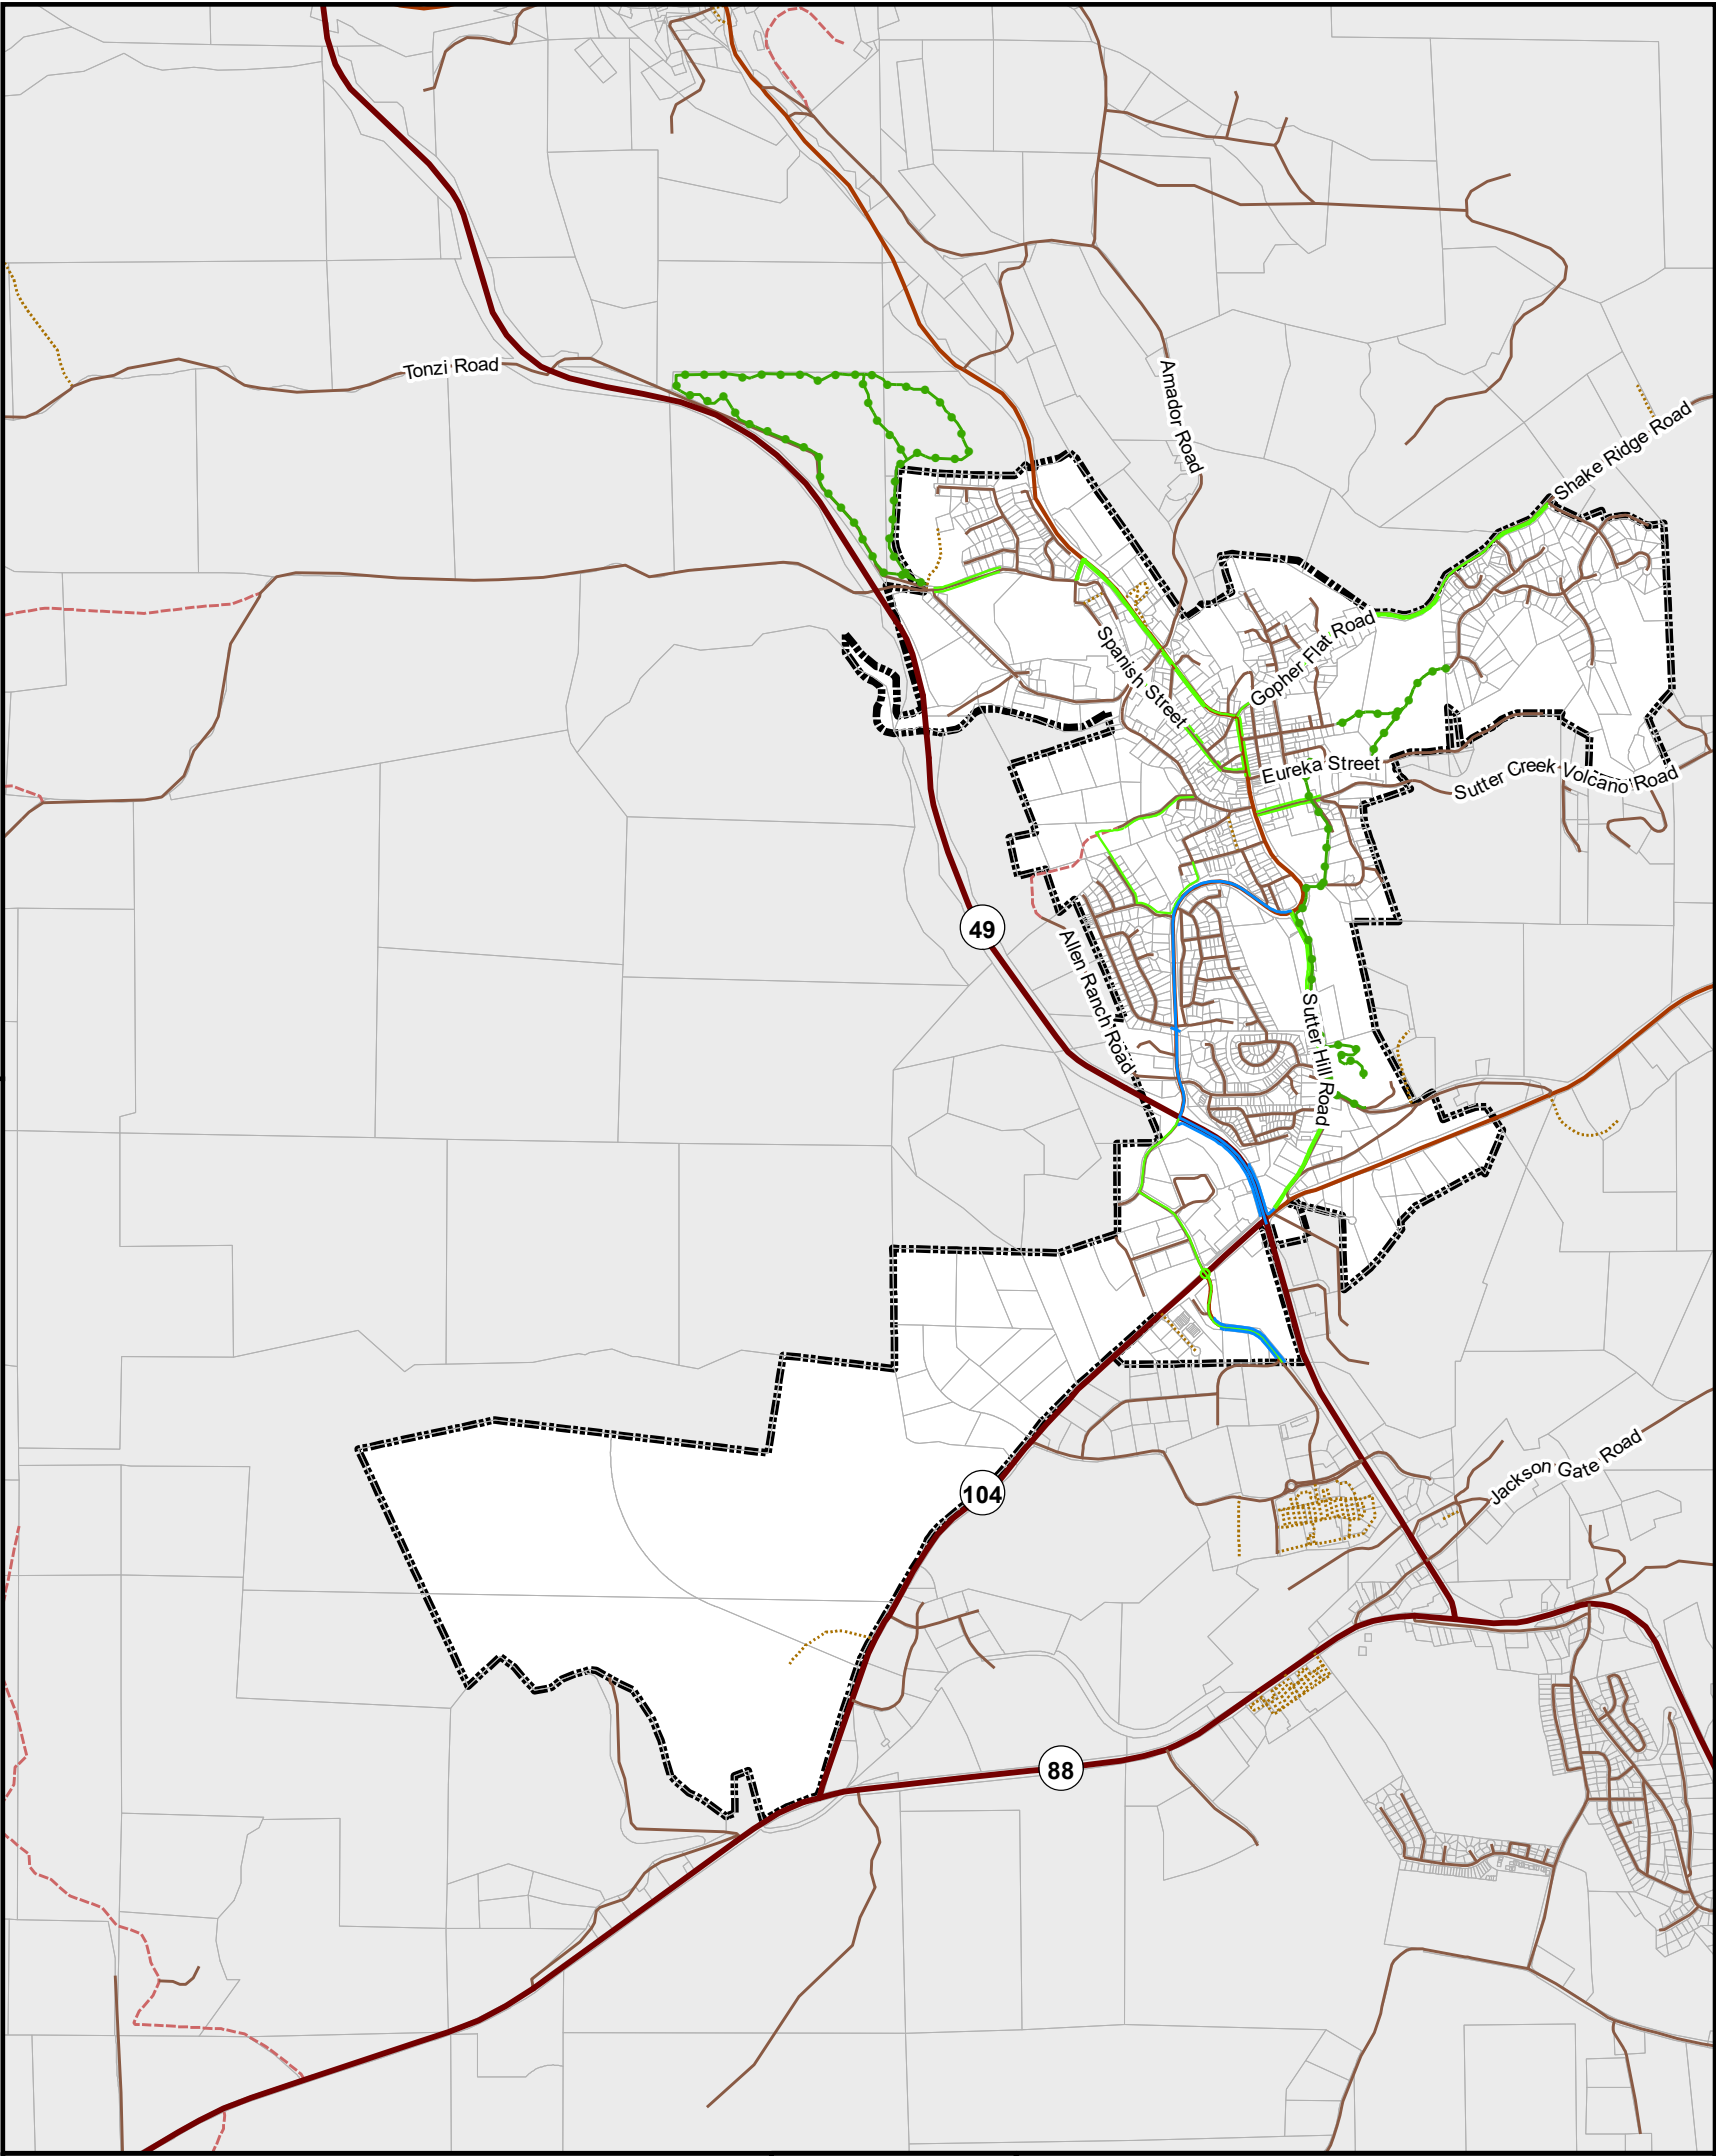 Tonzi Road
Amador Road
Shake Ridge Road
Spanish Street
Gopher Flat Road
Eureka Street
Sutter Creek Volcano Road
49
Allen Ranch Road
Sutter Hill Road
Jackson Gate Road
104
88